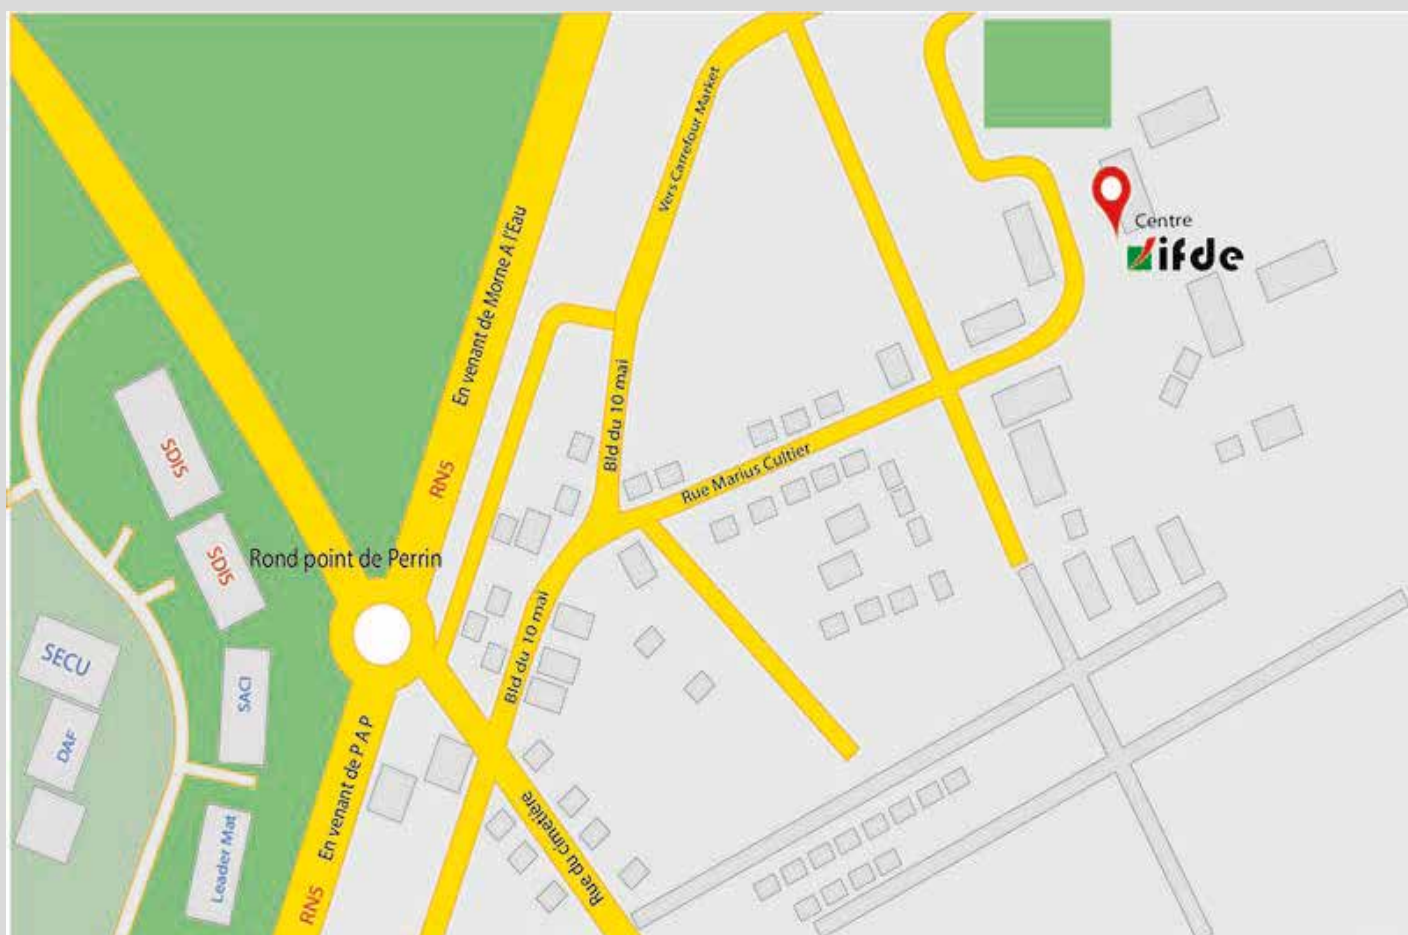 Vers Carrefour Market
Centre
ifde
En venant de Morne A l'Eau
RN5
Bld du 10 mai
Rue Marius Cultier
SDIS
SDIS
Rond point de Perrin
Bld du 10 mai
SECU
DAF
SACI
Leader Mat
En venant de P A P
RN5
Rue du cimetière